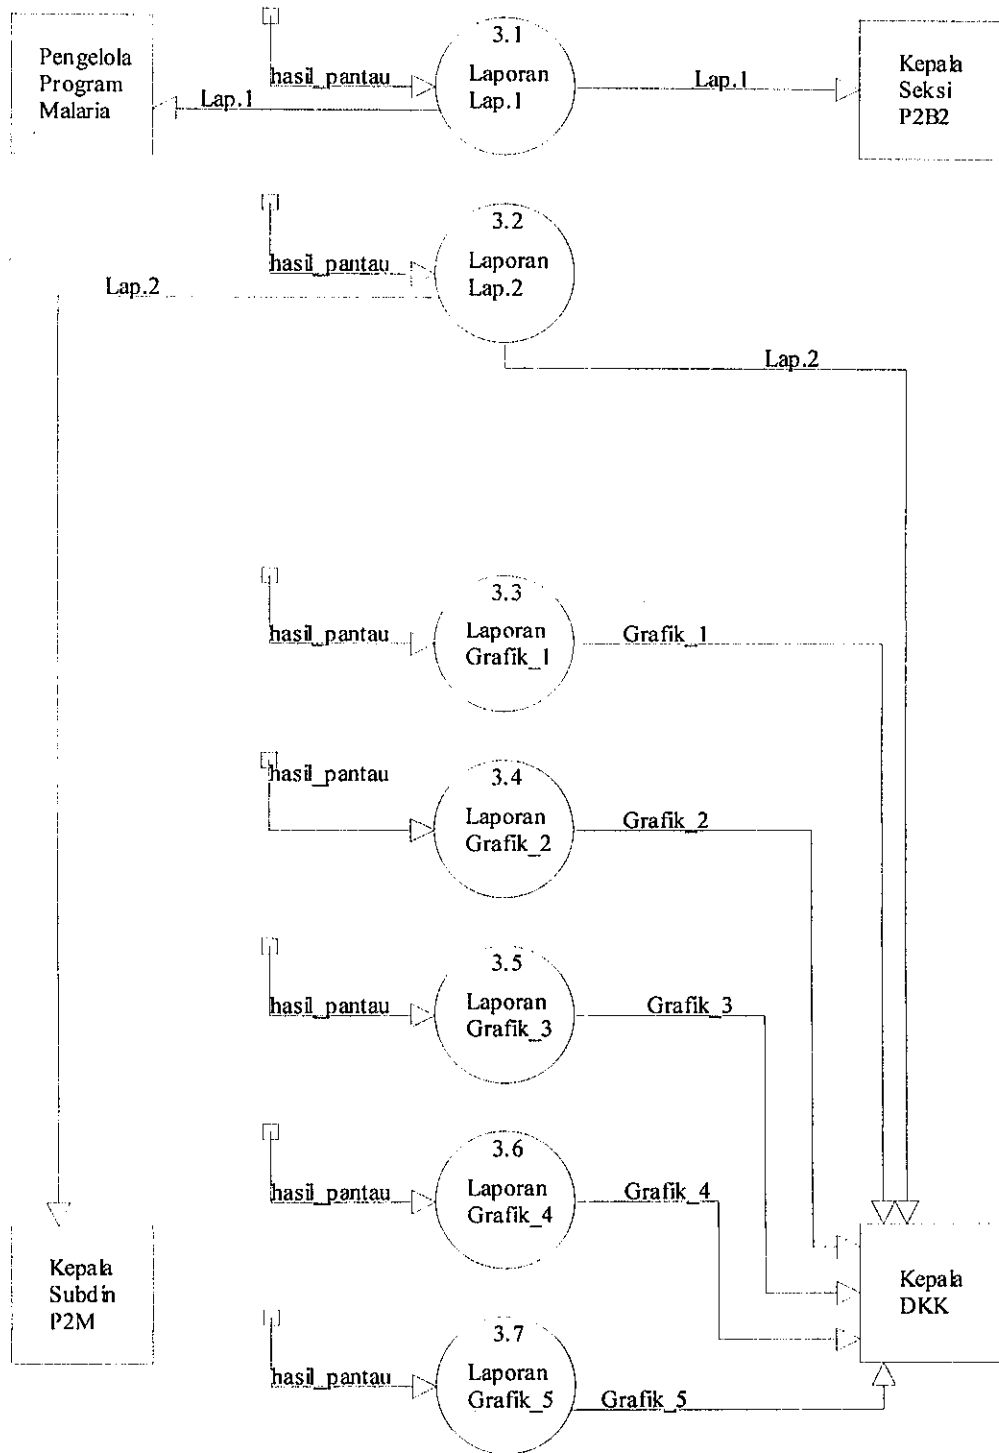 Pengelola
Program
Malaria
hasil_pantau
Lap.1
3.1
Laporan
Lap.1
Lap.1
Kepala
Seksi
P2B2
hasil_pantau
3.2
Laporan
Lap.2
Lap.2
Lap.2
hasil_pantau
3.3
Laporan
Grafik_1
Grafik_1
hasil_pantau
3.4
Laporan
Grafik_2
Grafik_2
hasil_pantau
3.5
Laporan
Grafik_3
Grafik_3
hasil_pantau
3.6
Laporan
Grafik_4
Grafik_4
Kepala
Subdin
P2M
Kepala
DKK
hasil_pantau
3.7
Laporan
Grafik_5
Grafik_5